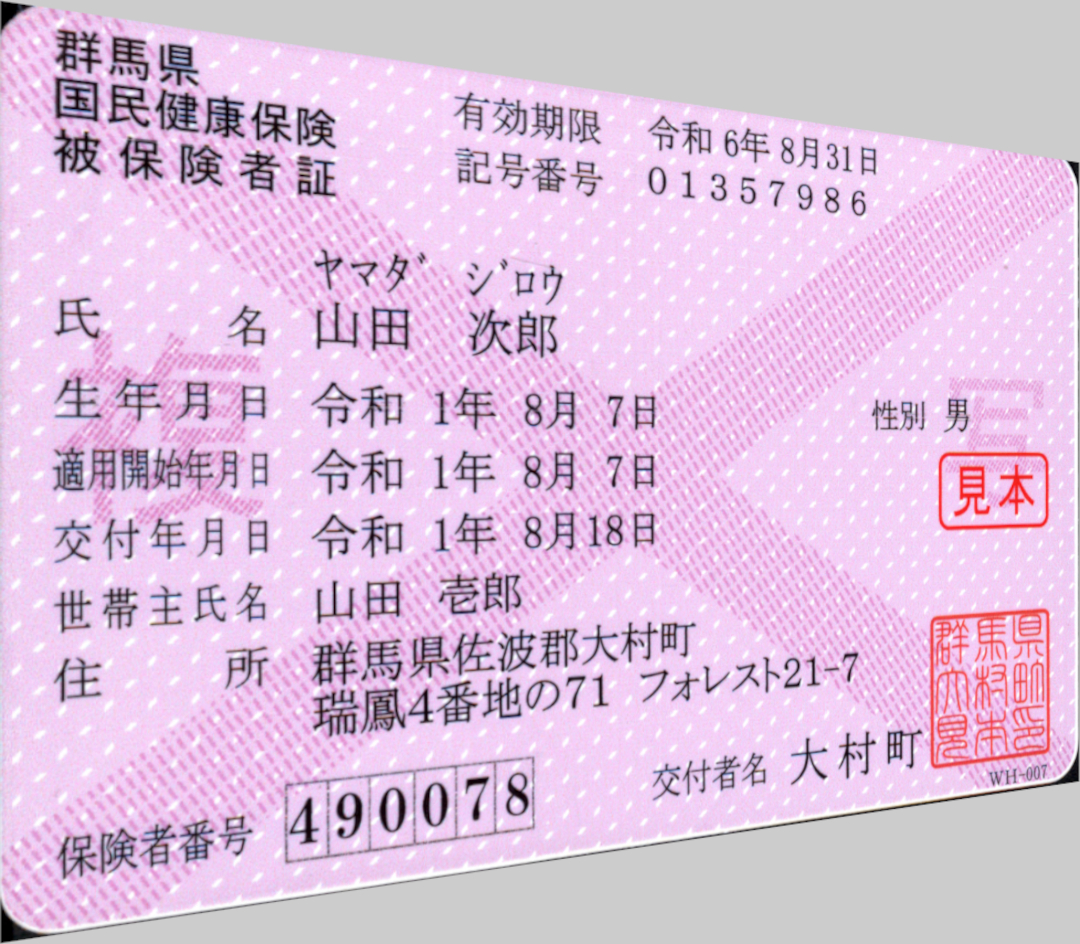 群馬県
国民健康保険
被保険者証
有効期限 令和 6年 8月31日
記号番号 01357986
ヤマダ ジロウ
氏名 山田 次郎
生年月日 令和 1年 8月 7日
性別 男
適用開始年月日 令和 1年 8月 7日
交付年月日 令和 1年 8月18日
世帯主氏名 山田 壱郎
住所 群馬県佐波郡大村町
瑞鳳4番地の71 フォレスト21-7
保険者番号 490078
交付者名 大村町
複写
見本
群馬県
大村町
見本印
WH-007